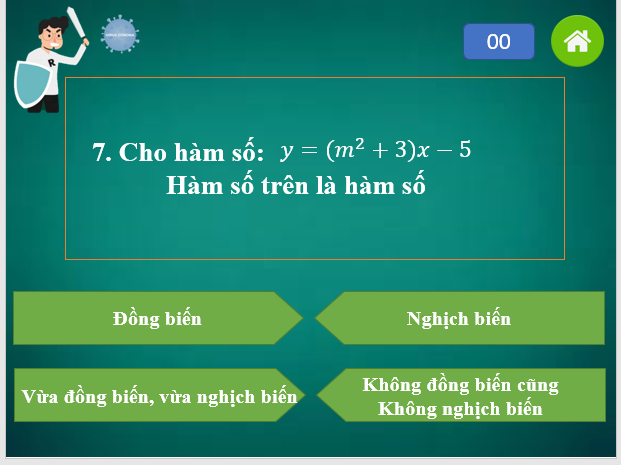 R
00
7. Cho hàm số: y = (m² + 3)x − 5
Hàm số trên là hàm số
Đồng biến
Nghịch biến
Vừa đồng biến, vừa nghịch biến
Không đồng biến cũng
Không nghịch biến